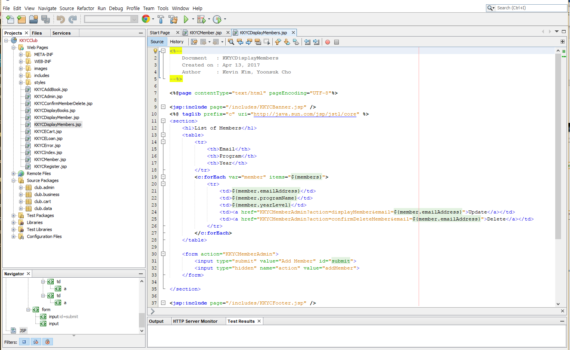 File Edit View Navigate Source Refactor Run Debug Profile Team Tools Window Help
Search (Ctrl+I)
Projects Files Services
KKYCClub
Web Pages
META-INF
WEB-INF
images
includes
styles
KKYCAddBook.jsp
KKYCAdmin.jsp
KKYCConfirmMemberDelete.jsp
KKYCDisplayBooks.jsp
KKYCDisplayMembers.jsp
KKYCECart.jsp
KKYCELoan.jsp
KKYCError.jsp
KKYCIndex.jsp
KKYCMember.jsp
KKYCRegister.jsp
Remote Files
Source Packages
club.admin
club.business
club.cart
club.data
Test Packages
Libraries
Test Libraries
Configuration Files
Navigator
td
a
td
a
form
input
input
JSP
Filters:
Start Page KKYCMember.jsp KKYCDisplayMembers.jsp
Source History
<%--
Document : KKYCDisplayMembers
Created on : Apr 13, 2017
Author : Kevin Kim, Younsuk Cho
--%>
<%@page contentType="text/html" pageEncoding="UTF-8"%>
<jsp:include page="/includes/KKYCBanner.jsp" />
<%@ taglib prefix="c" uri="http://java.sun.com/jsp/jstl/core" %>
<section>
<h1>List of Members</h1>
<table>
<tr>
<th>Email</th>
<th>Program</th>
<th>Year</th>
</tr>
<c:forEach var="member" items="${members}">
<tr>
<td>${member.emailAddress}</td>
<td>${member.programName}</td>
<td>${member.yearLevel}</td>
<td><a href="KKYCMemberAdmin?action=displayMember&email=${member.emailAddress}">Update</a></td>
<td><a href="KKYCMemberAdmin?action=confirmDeleteMember&email=${member.emailAddress}">Delete</a></td>
</tr>
</c:forEach>
</table>
<form action="KKYCMemberAdmin">
<input type="submit" value="Add Member" id="submit">
<input type="hidden" name="action" value="addMember">
</form>
</section>
<jsp:include page="/includes/KKYCFooter.jsp" />
Output HTTP Server Monitor Test Results